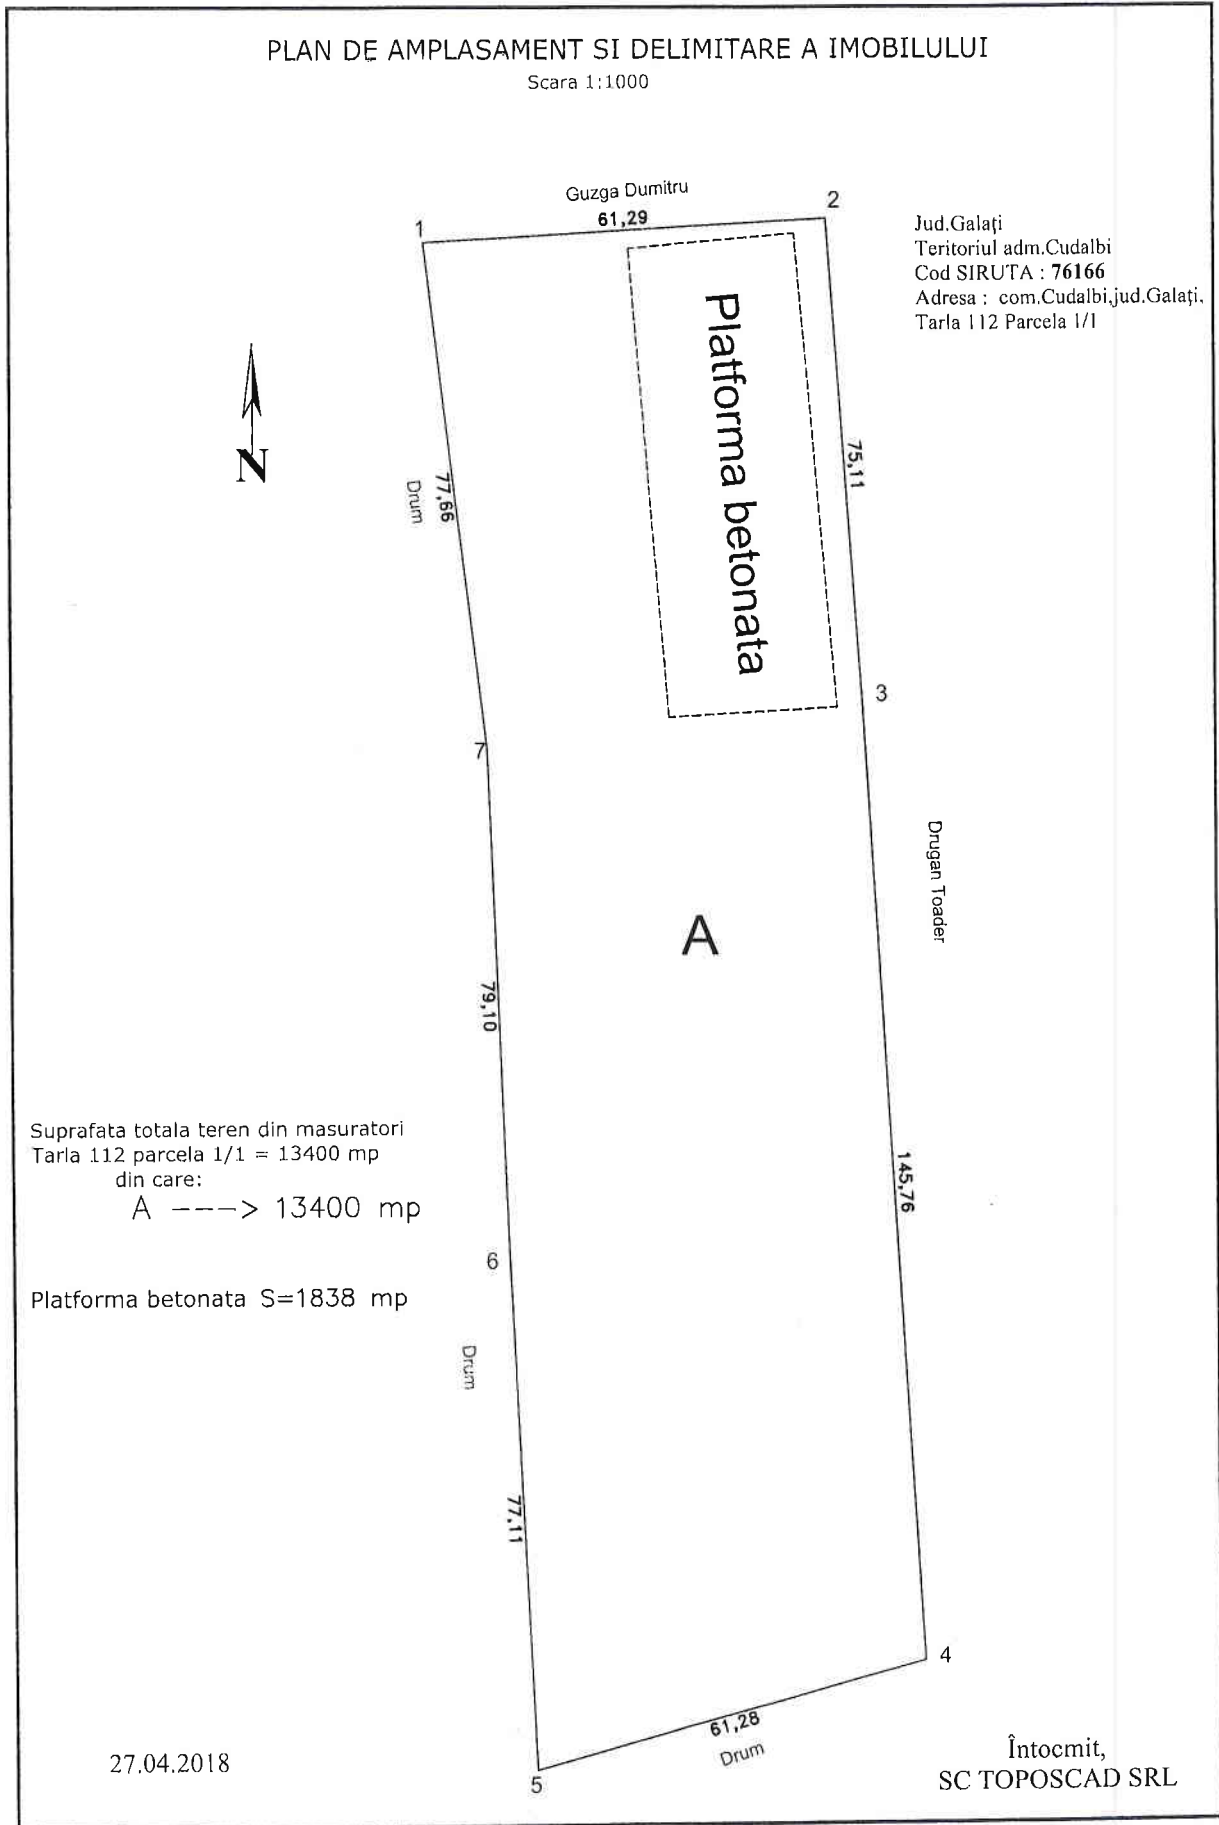 PLAN DE AMPLASAMENT SI DELIMITARE A IMOBILULUI
Scara 1:1000
Guzga Dumitru
61,29
1
2
Jud.Galați
Teritoriul adm.Cudalbi
Cod SIRUTA : 76166
Adresa : com.Cudalbi,jud.Galați,
Tarla 112 Parcela 1/1
Platforma betonata
N
77,66
Drum
75,11
3
7
Drugan Toader
A
79,10
145,76
Suprafata totala teren din masuratori
Tarla 112 parcela 1/1 = 13400 mp
din care:
A ---> 13400 mp
6
Platforma betonata S=1838 mp
Drum
77,11
4
61,28
Drum
5
27.04.2018
Întocmit,
SC TOPOSCAD SRL